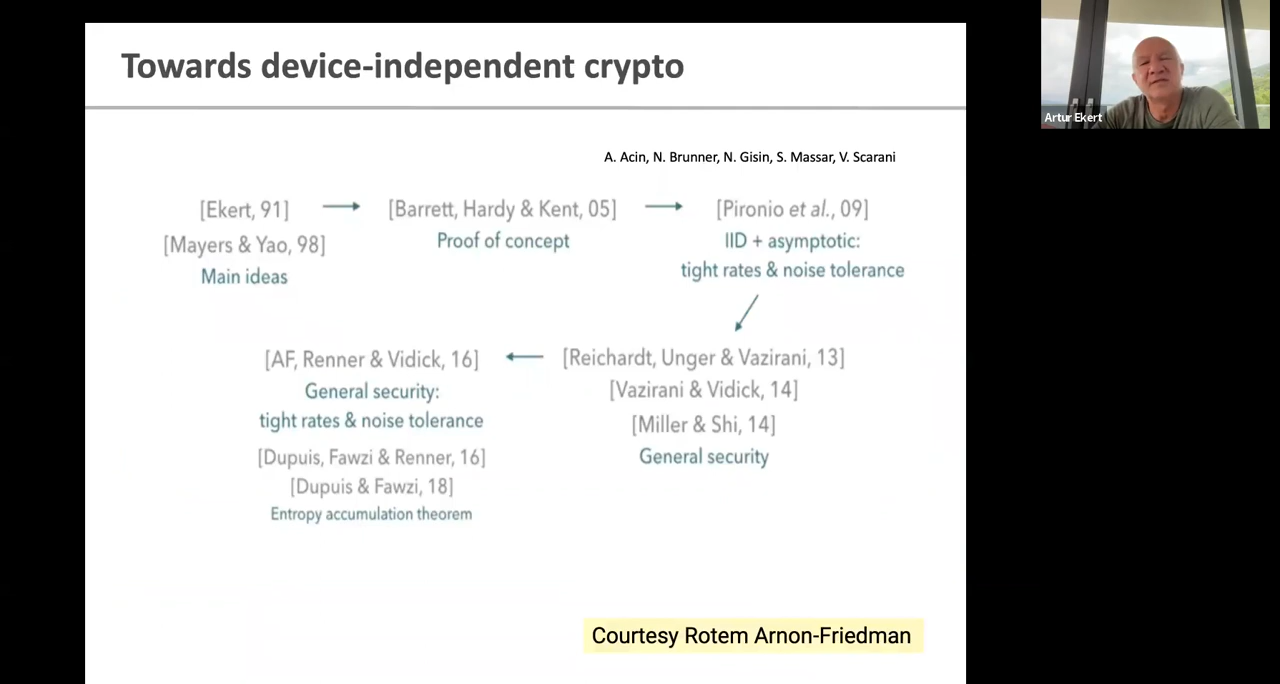 Towards device-independent crypto
Artur Ekert
A. Acin, N. Brunner, N. Gisin, S. Massar, V. Scarani
[Ekert, 91]
[Mayers & Yao, 98]
Main ideas
[Barrett, Hardy & Kent, 05]
Proof of concept
[Pironio et al., 09]
IID + asymptotic:
tight rates & noise tolerance
[Reichardt, Unger & Vazirani, 13]
[Vazirani & Vidick, 14]
[Miller & Shi, 14]
General security
[AF, Renner & Vidick, 16]
General security:
tight rates & noise tolerance
[Dupuis, Fawzi & Renner, 16]
[Dupuis & Fawzi, 18]
Entropy accumulation theorem
Courtesy Rotem Arnon-Friedman